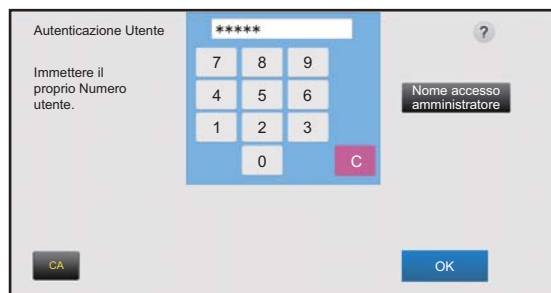 Autenticazione Utente
*****
?
Immettere il
proprio Numero
utente.
7 8 9
4 5 6
1 2 3
0 C
Nome accesso
amministratore
CA
OK